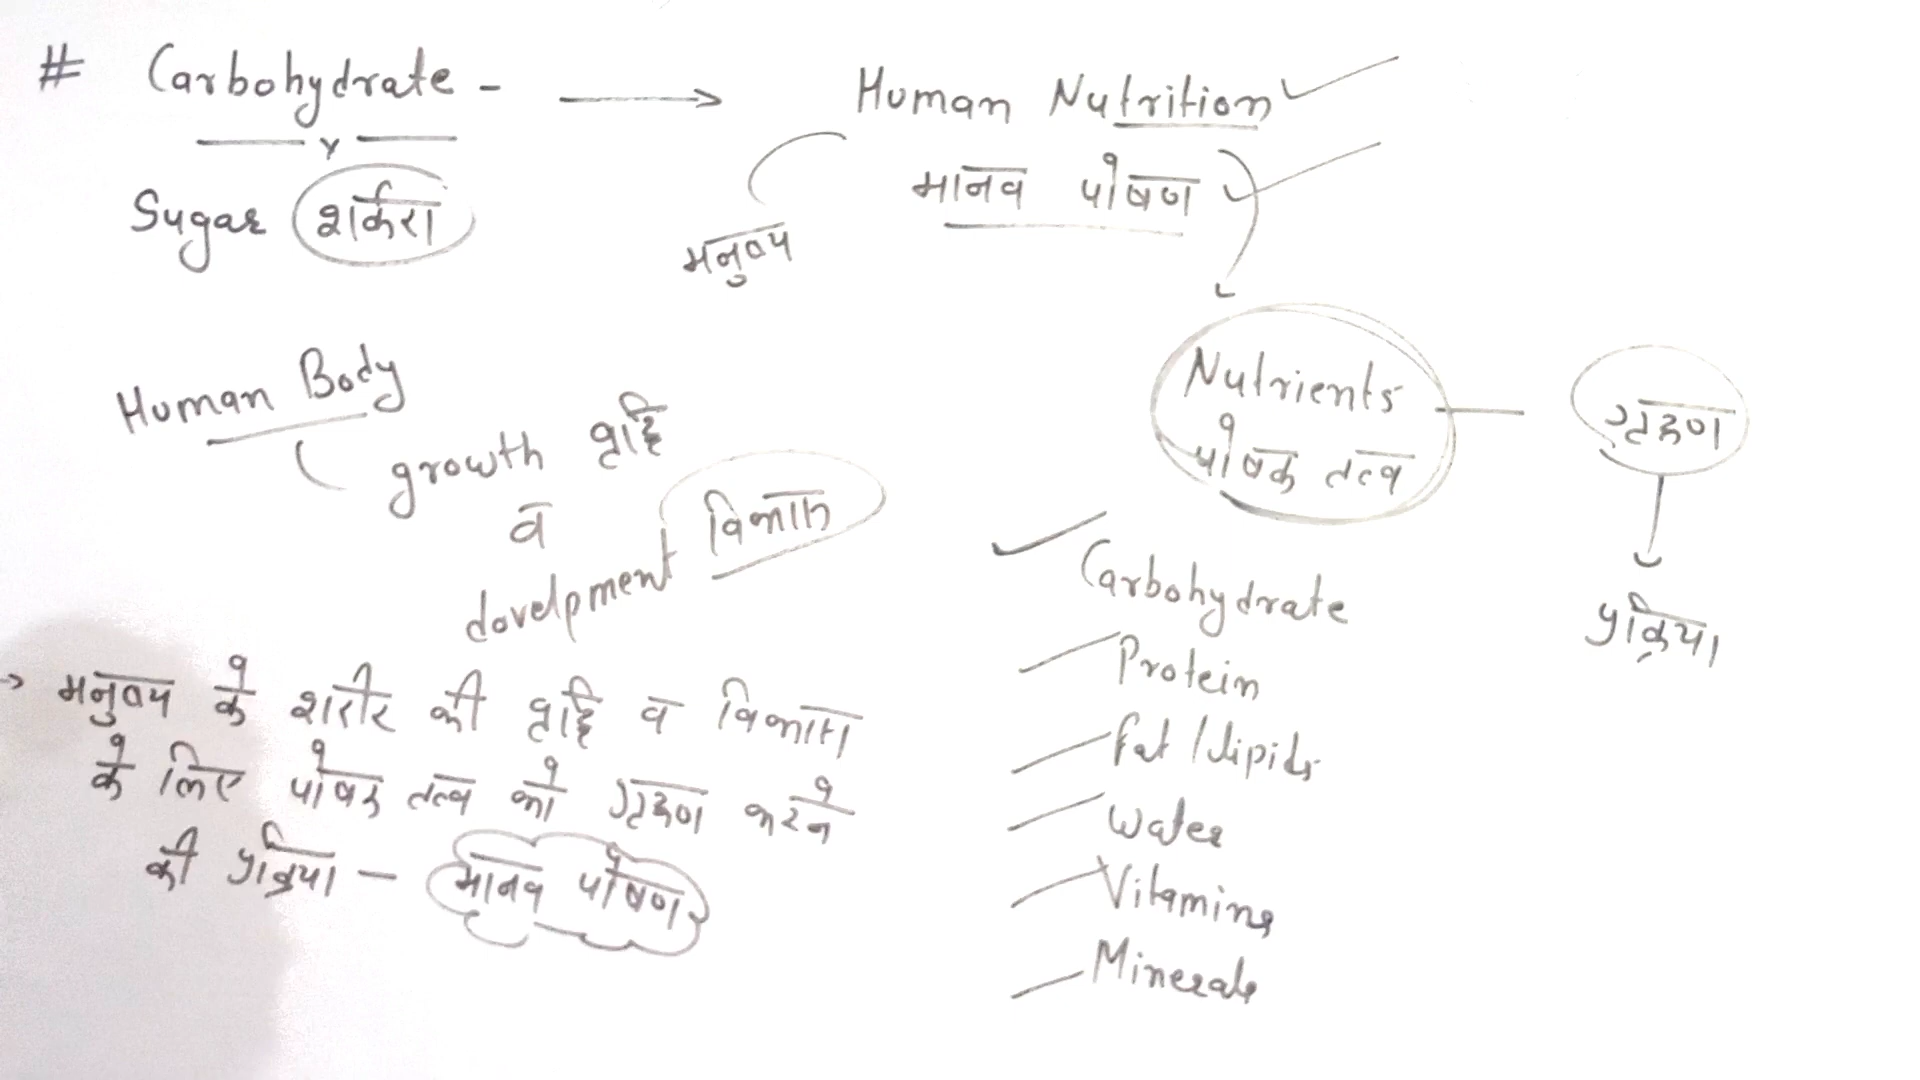 # Carbohydrate - → Human Nutrition
Sugar शर्करा
मानव पोषण
मनुष्य
Human Body
growth वृद्धि
व
davelpment विकास
Nutrients
पोषक तत्व
ग्रहण
प्रक्रिया
Carbohydrate
Protein
fat / lipids
water
Vitamins
Minerals
→ मनुष्य के शरीर की वृद्धि व विकास
के लिए पोषक तत्व को ग्रहण करने
की प्रक्रिया - मानव पोषण